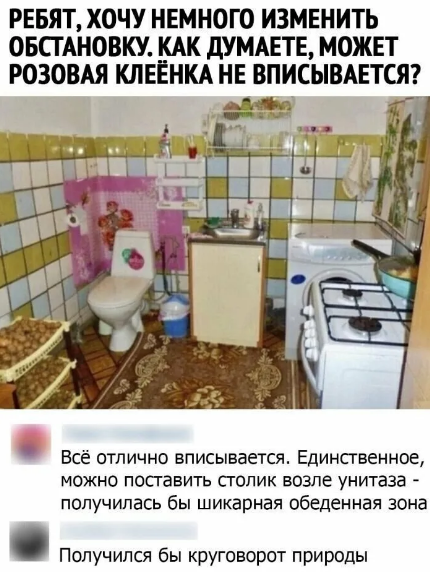 РЕБЯТ, ХОЧУ НЕМНОГО ИЗМЕНИТЬ
ОБСТАНОВКУ. КАК ДУМАЕТЕ, МОЖЕТ
РОЗОВАЯ КЛЕЁНКА НЕ ВПИСЫВАЕТСЯ?
Всё отлично вписывается. Единственное,
можно поставить столик возле унитаза -
получилась бы шикарная обеденная зона
Получился бы круговорот природы